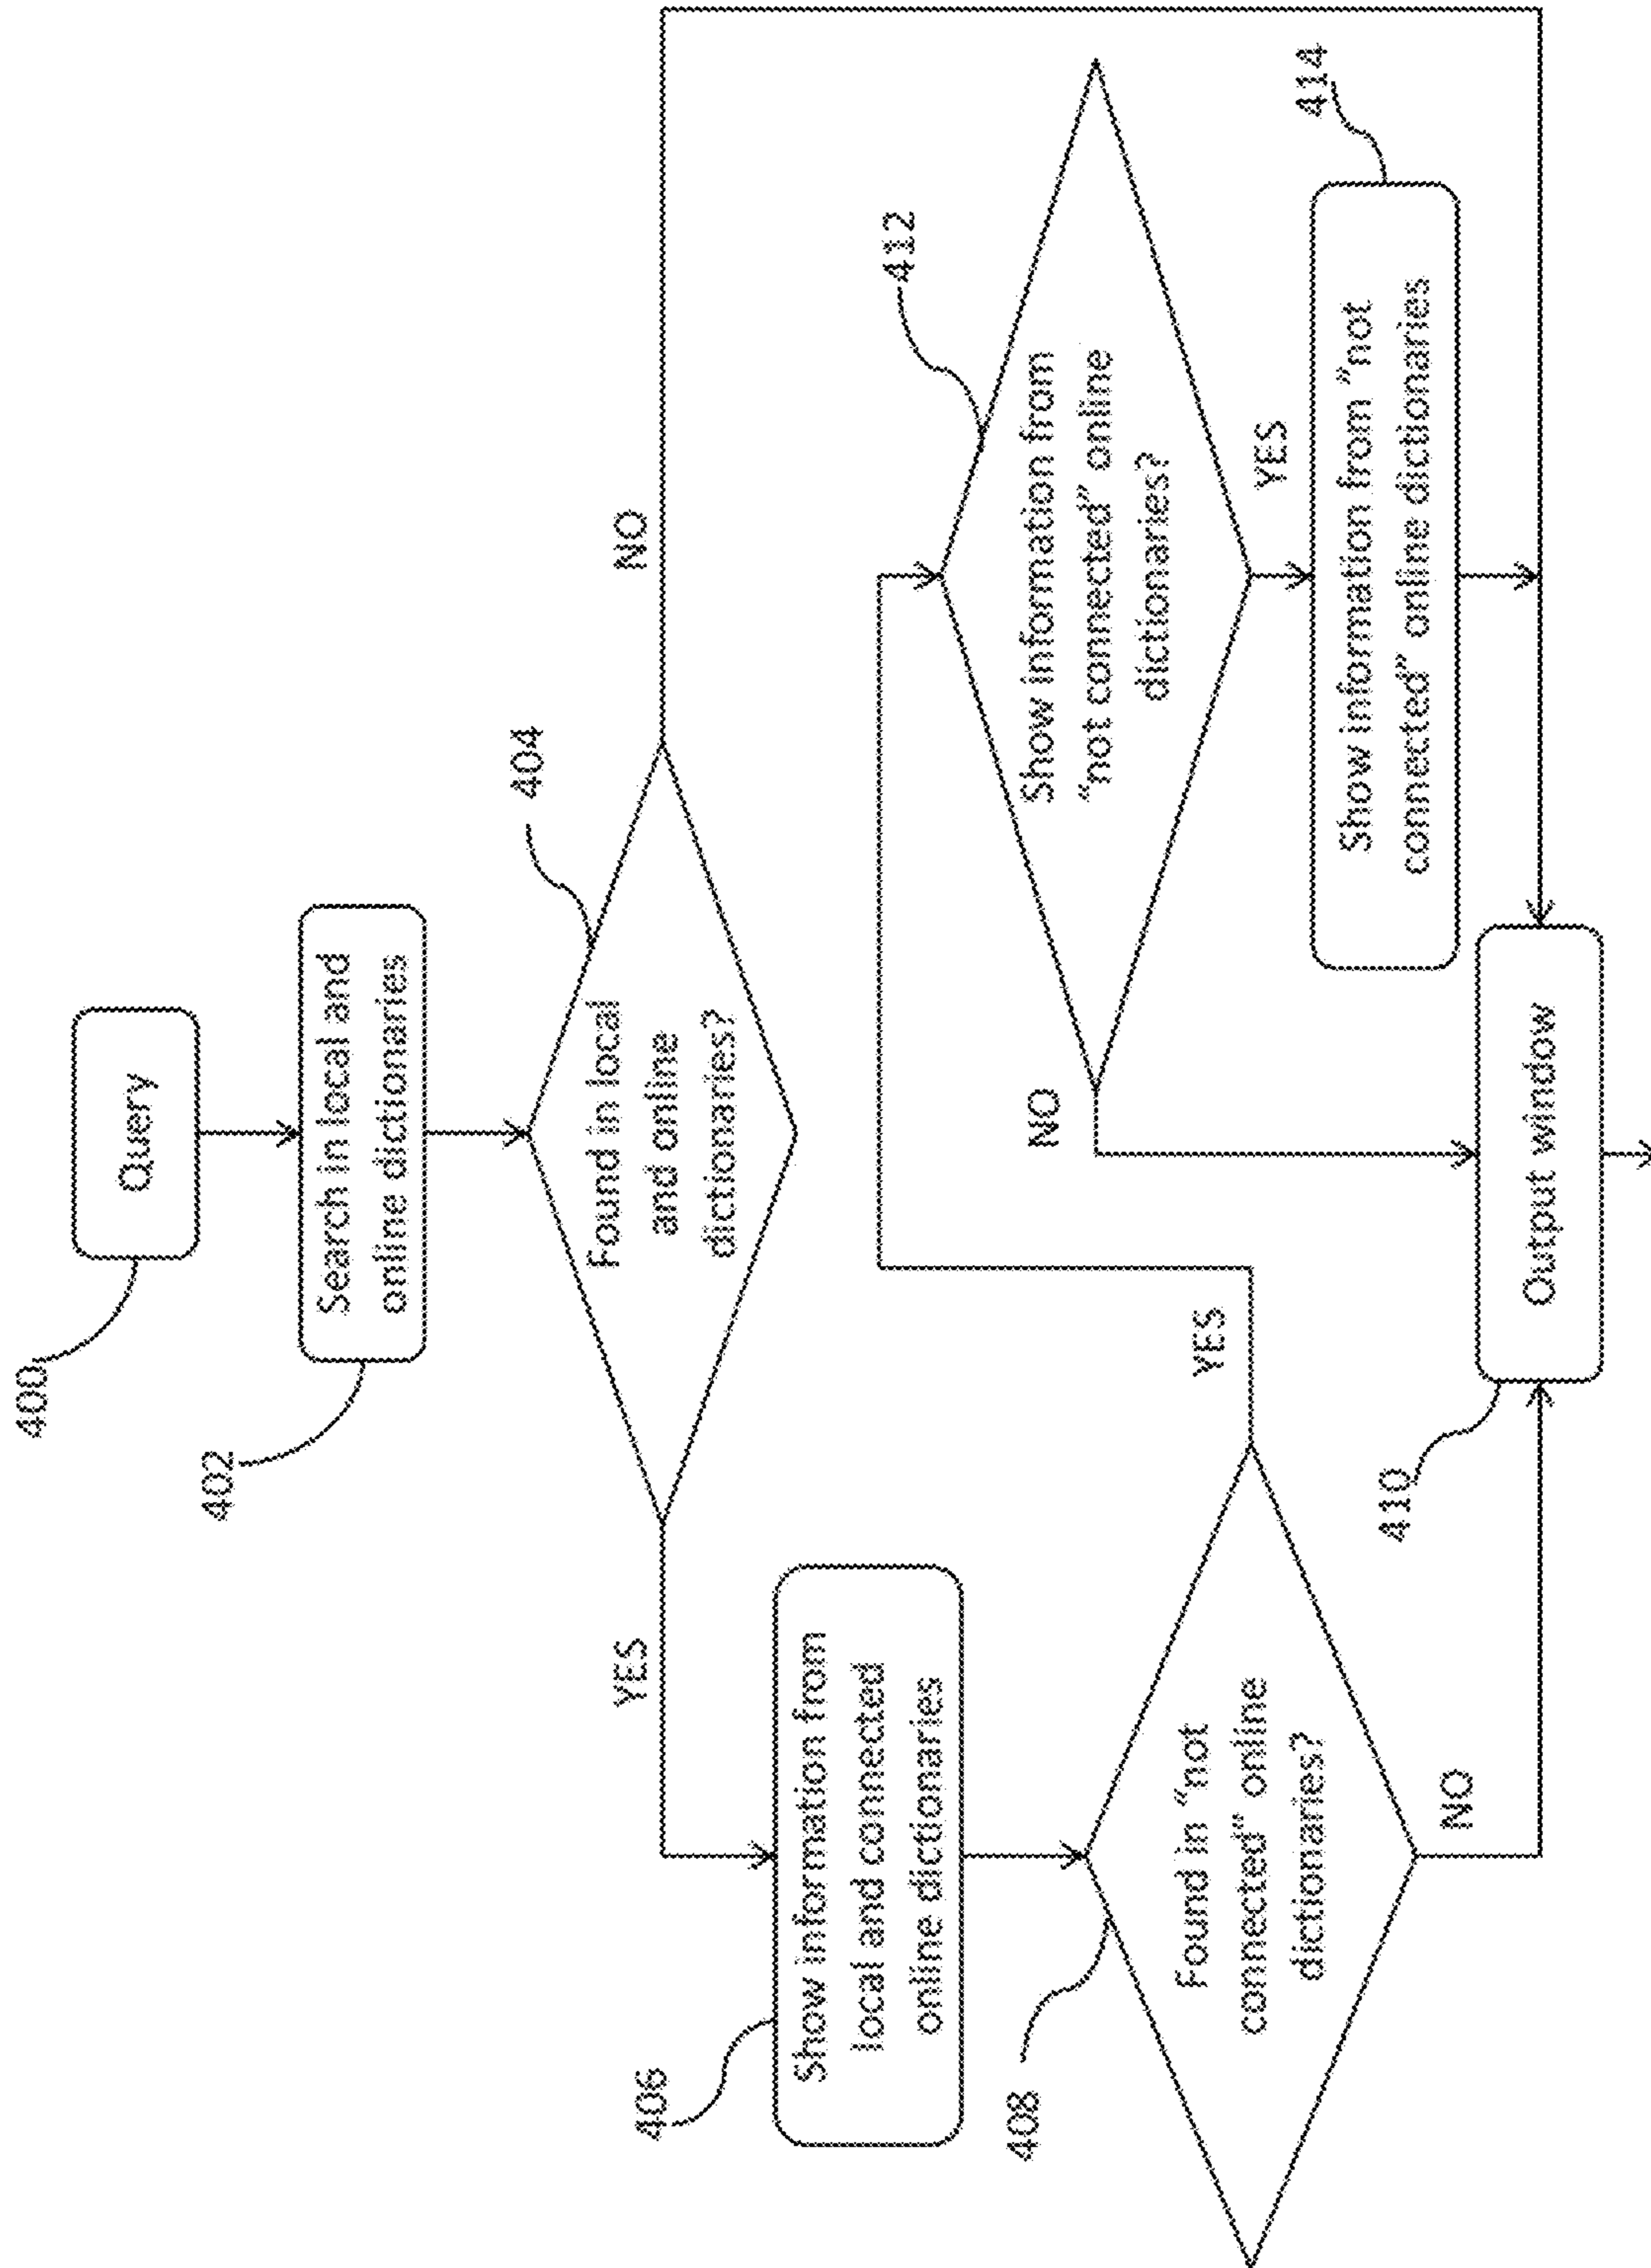 400
Query
402
Search in local and
online dictionaries
404
Found in local
and online
dictionaries?
YES
NO
406
Show information from
local and connected
online dictionaries
408
Found in “not
connected” online
dictionaries?
YES
NO
412
Show information from
“not connected” online
dictionaries?
NO
YES
414
Show information from “not
connected” online dictionaries
410
Output window